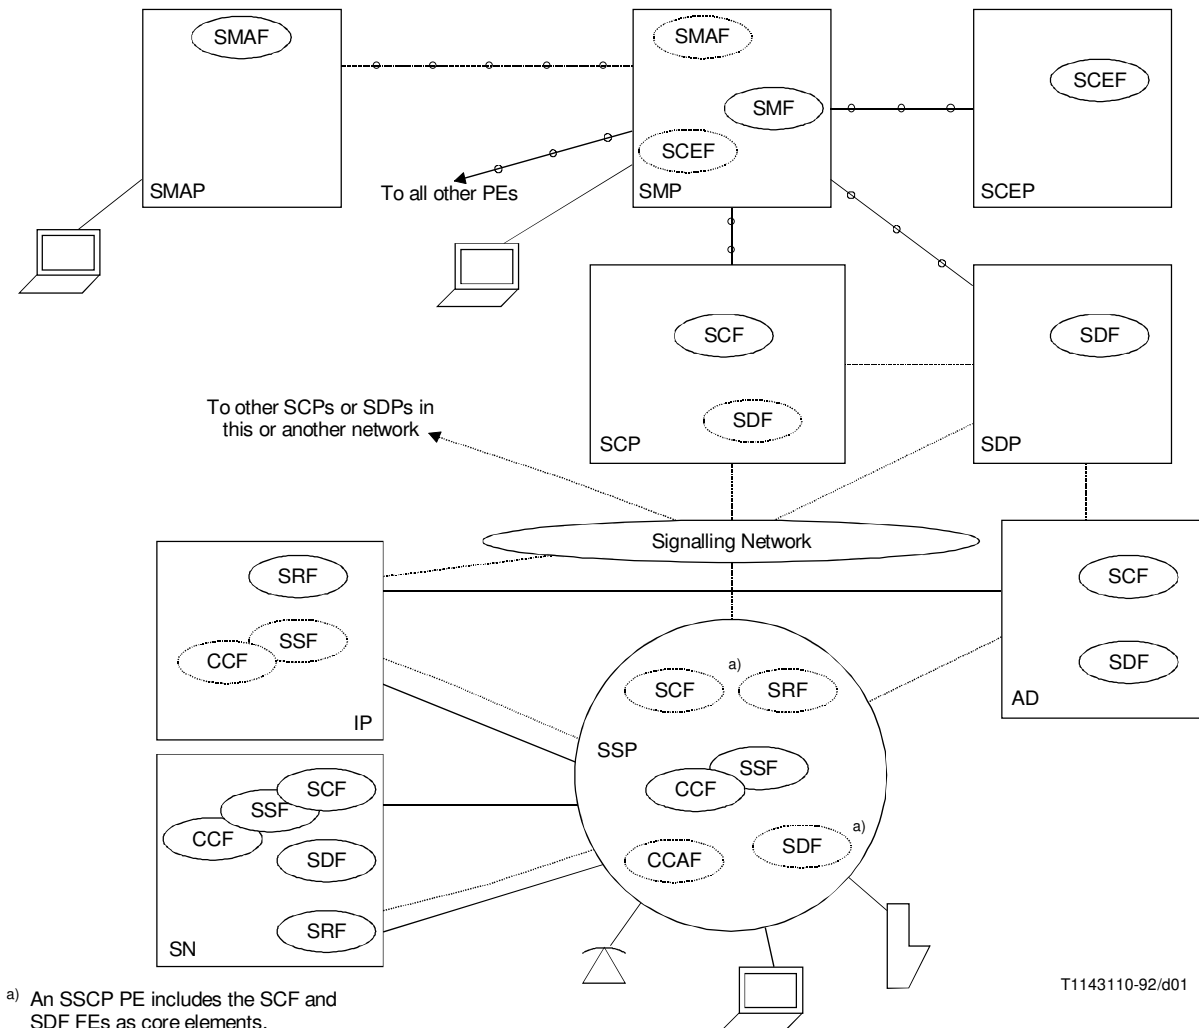 SMAF
SMAP
SMAF
SMF
SCEF
SMP
SCEF
SCEP
To all other PEs
SCF
SDF
SCP
SDF
SDP
To other SCPs or SDPs in
this or another network
Signalling Network
SRF
SSF
CCF
IP
SCF
SDF
AD
a)
SCF
SRF
SSP
SSF
CCF
a)
SDF
CCAF
SCF
SSF
CCF
SDF
SRF
SN
T1143110-92/d01
a) An SSCP PE includes the SCF and
SDF FEs as core elements.